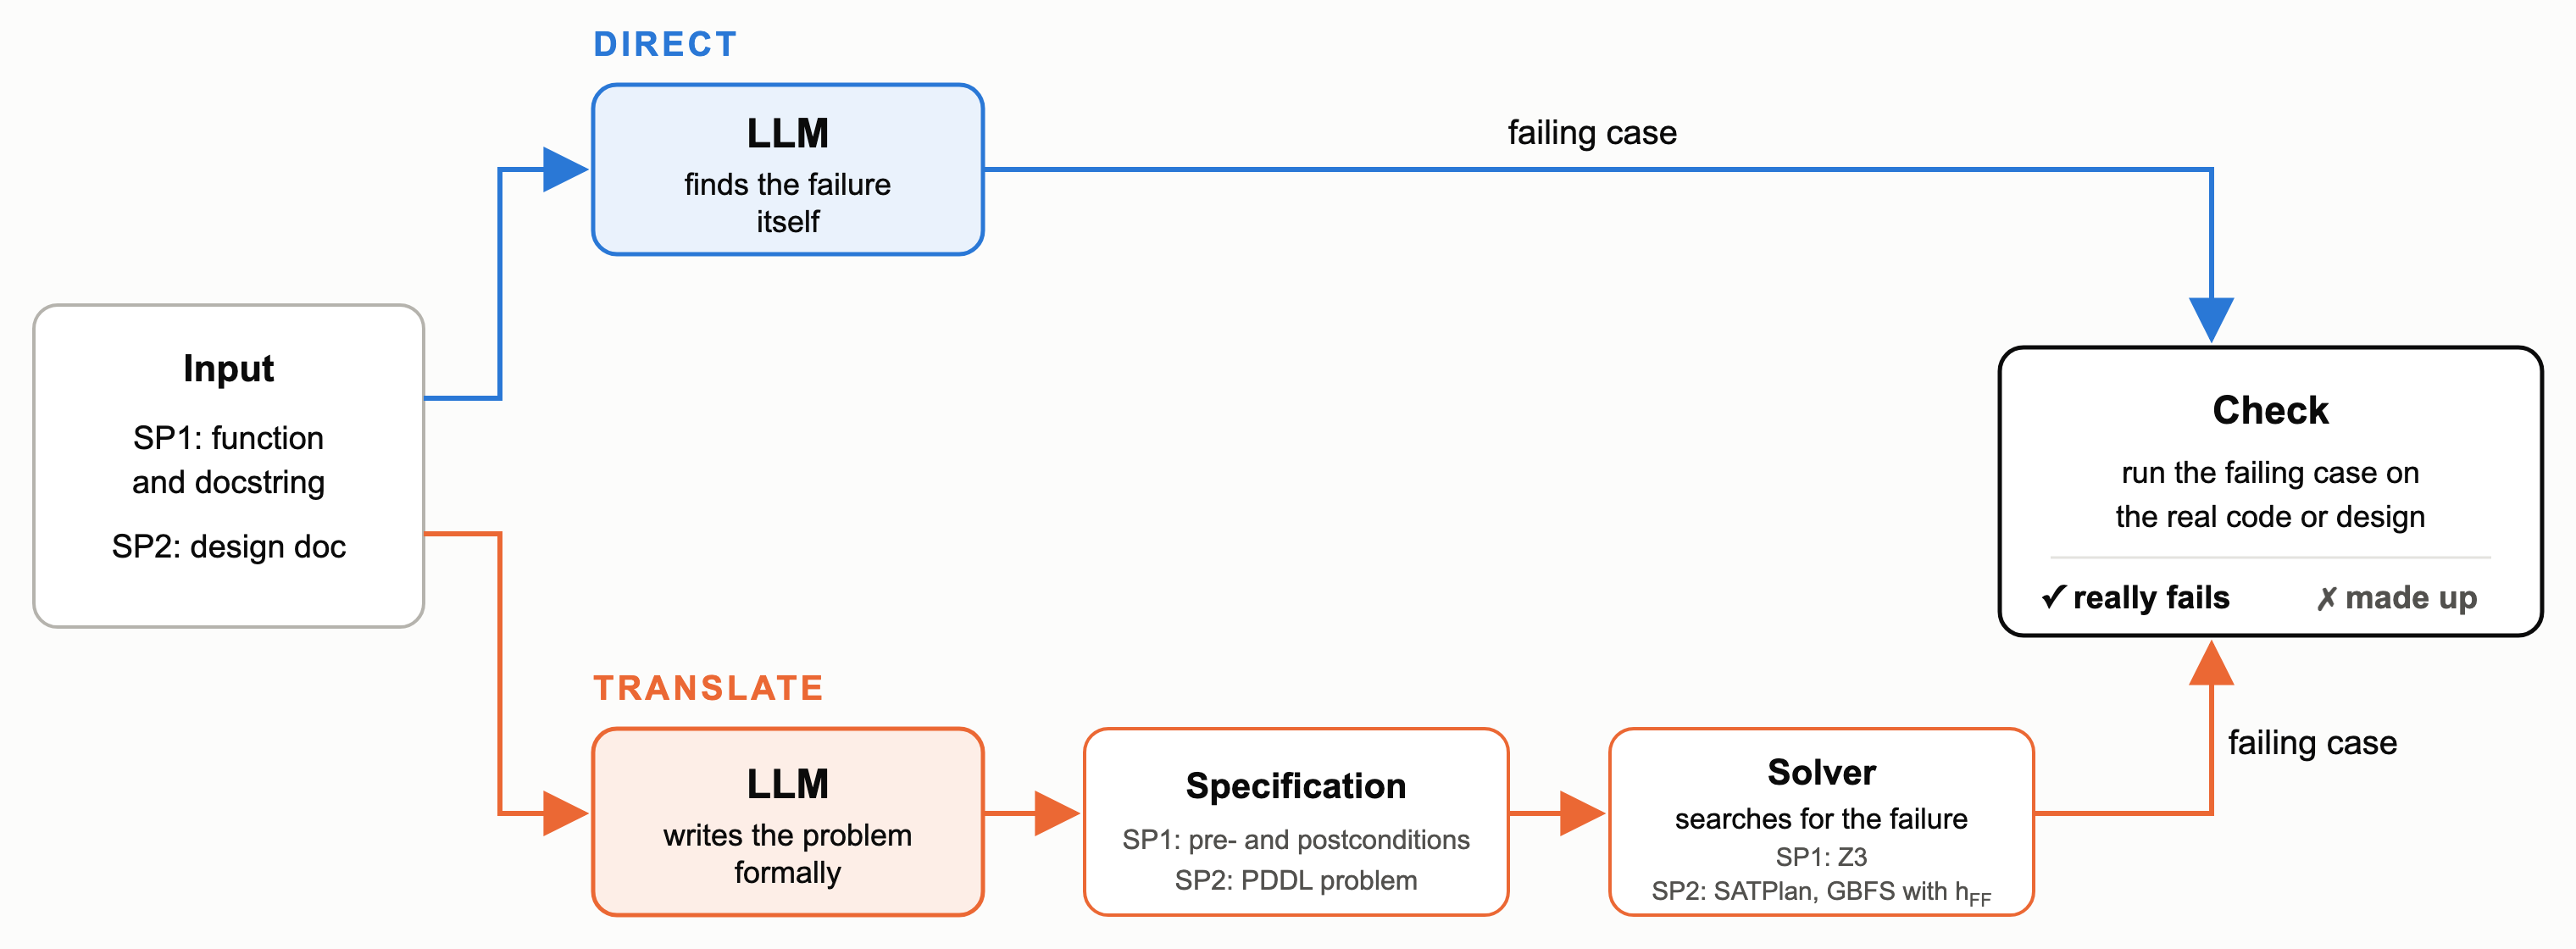 DIRECT
LLM
finds the failure
itself
failing case
Input
SP1: function
and docstring
SP2: design doc
Check
run the failing case on
the real code or design
✓ really fails
✗ made up
TRANSLATE
LLM
writes the problem
formally
Specification
SP1: pre- and postconditions
SP2: PDDL problem
Solver
searches for the failure
SP1: Z3
SP2: SATPlan, GBFS with hFF
failing case